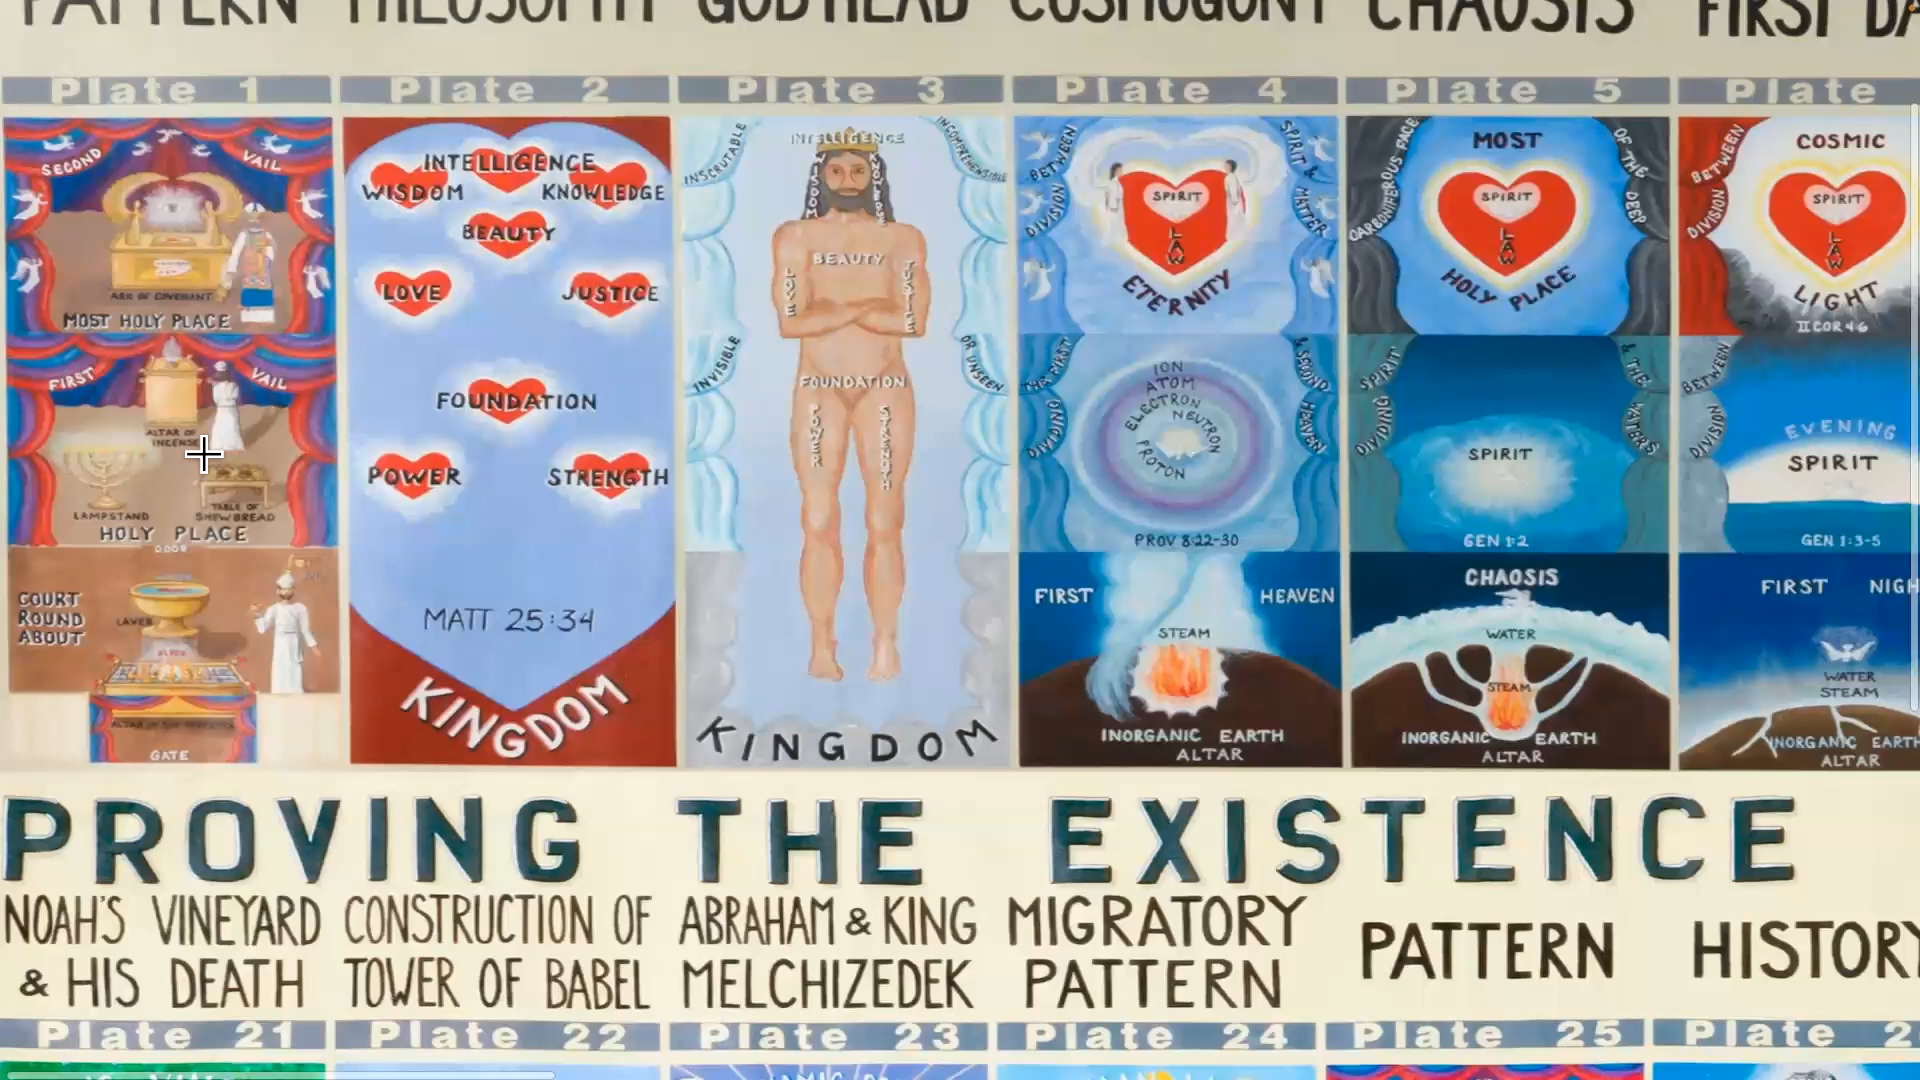 PATTERN PHILOSOPHY GODHEAD COSMOGONY CHAOSIS FIRST DA
Plate 1
SECOND VAIL
ARK OF COVENANT
MOST HOLY PLACE
FIRST VAIL
ALTAR OF
INCENSE
LAMPSTAND
TABLE OF
SHEWBREAD
HOLY PLACE
DOOR
COURT
ROUND
ABOUT
LAVER
GATE
Plate 2
INTELLIGENCE
WISDOM KNOWLEDGE
BEAUTY
LOVE JUSTICE
FOUNDATION
POWER STRENGTH
MATT 25:34
KINGDOM
Plate 3
INSCRUTABLE
INCOMPREHENSIBLE
INTELLIGENCE
WISDOM
KNOWLEDGE
BEAUTY
LOVE
JUSTICE
INVISIBLE
OR UNSEEN
FOUNDATION
POWER
STRENGTH
KINGDOM
Plate 4
DIVISION BETWEEN
SPIRIT & MATTER
SPIRIT
LAW
ETERNITY
DIVIDING THE FIRST
& SECOND HEAVEN
ION
ATOM
ELECTRON
NEUTRON
PROTON
PROV 8:22-30
FIRST HEAVEN
STEAM
INORGANIC EARTH
ALTAR
Plate 5
CARBONIFEROUS FACE
OF THE DEEP
MOST
SPIRIT
LAW
HOLY PLACE
DIVIDING SPIRIT
& THE WATERS
SPIRIT
GEN 1:2
CHAOSIS
WATER
STEAM
INORGANIC EARTH
ALTAR
Plate
DIVISION BETWEEN
COSMIC
SPIRIT
LAW
LIGHT
II COR 4:6
DIVISION BETWEEN
EVENING
SPIRIT
GEN 1:3-5
FIRST NIGH
WATER
STEAM
INORGANIC EARTH
ALTAR
PROVING THE EXISTENCE
NOAH'S VINEYARD
& HIS DEATH
CONSTRUCTION OF
TOWER OF BABEL
ABRAHAM & KING
MELCHIZEDEK
MIGRATORY
PATTERN
PATTERN
HISTORY
Plate 21 Plate 22 Plate 23 Plate 24 Plate 25 Plate 2